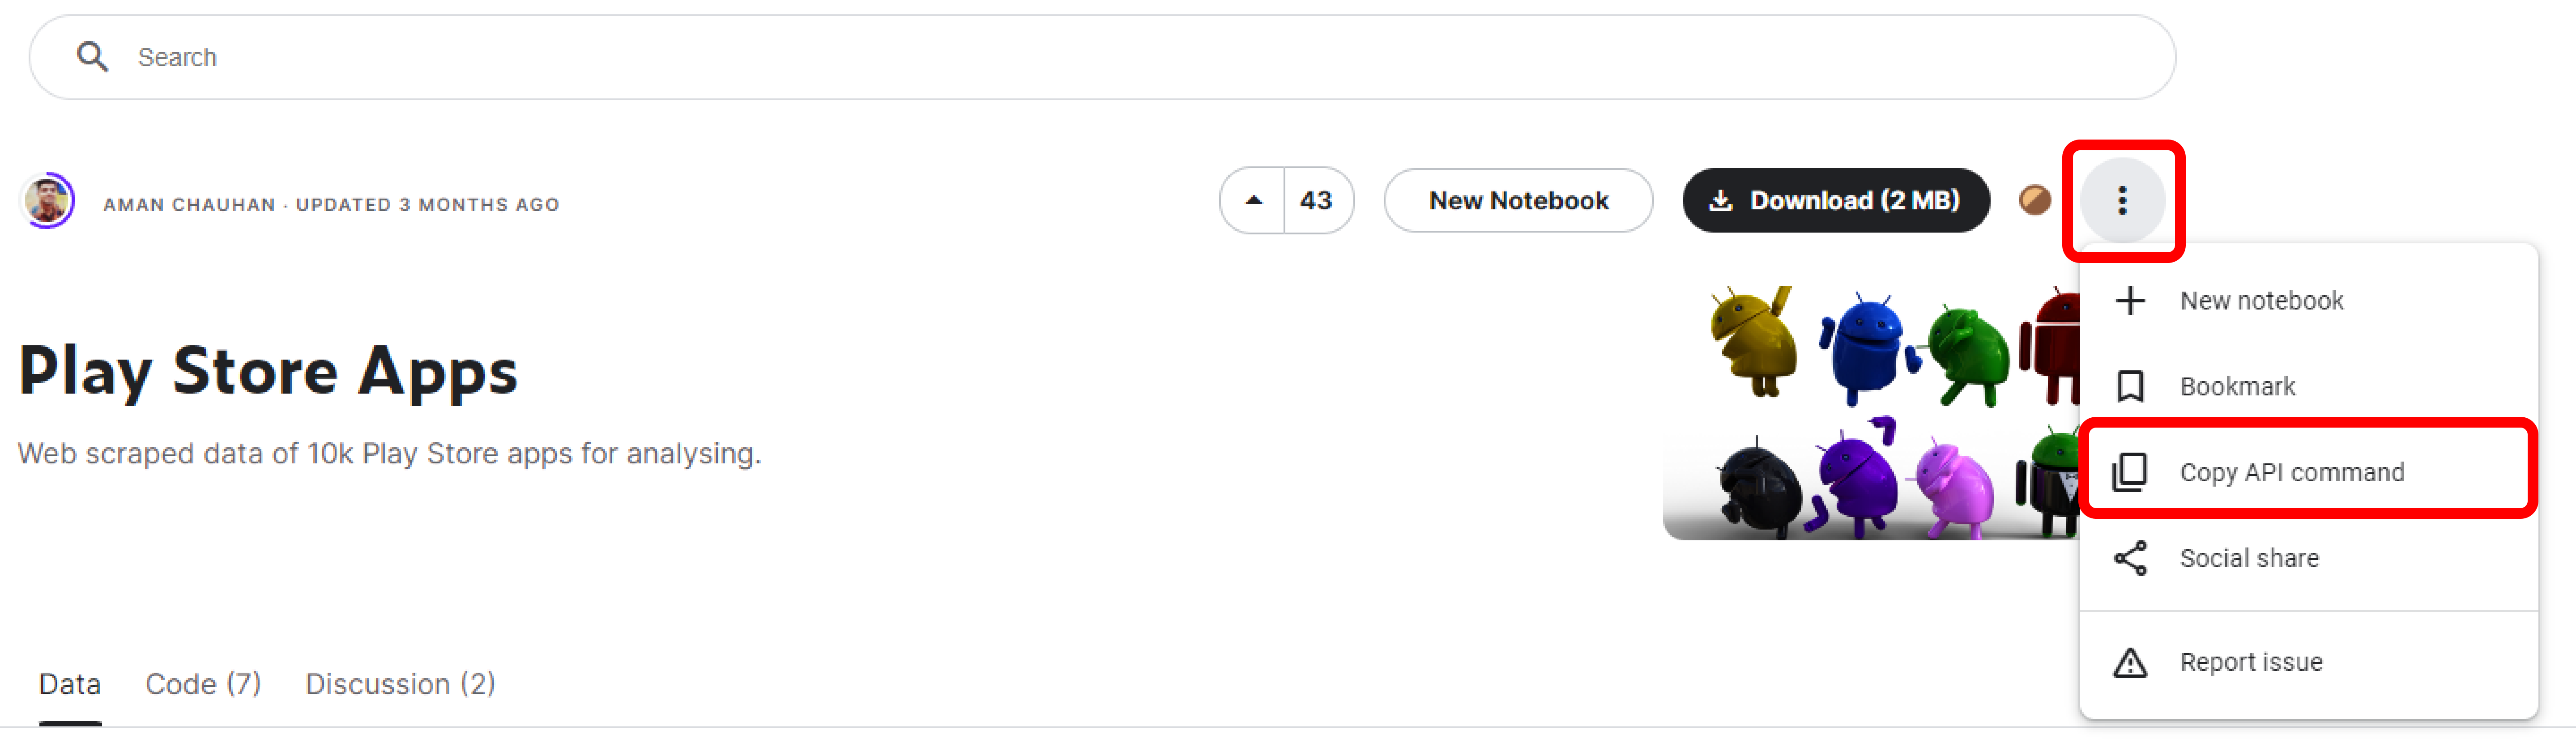 Search
AMAN CHAUHAN · UPDATED 3 MONTHS AGO
43
New Notebook
Download (2 MB)
New notebook
Bookmark
Copy API command
Social share
Report issue
Play Store Apps
Web scraped data of 10k Play Store apps for analysing.
Data Code (7) Discussion (2)